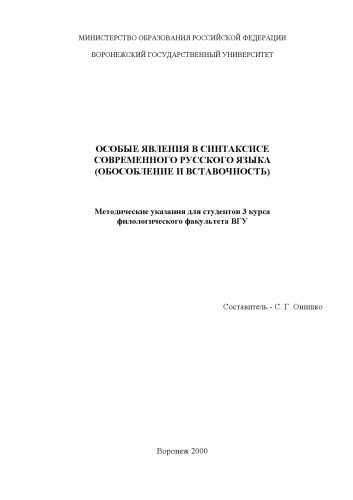 МИНИСТЕРСТВО ОБРАЗОВАНИЯ РОССИЙСКОЙ ФЕДЕРАЦИИ
ВОРОНЕЖСКИЙ ГОСУДАРСТВЕННЫЙ УНИВЕРСИТЕТ
ОСОБЫЕ ЯВЛЕНИЯ В СИНТАКСИСЕ
СОВРЕМЕННОГО РУССКОГО ЯЗЫКА
(ОБОСОБЛЕНИЕ И ВСТАВОЧНОСТЬ)
Методические указания для студентов 3 курса
филологического факультета ВГУ
Составитель - С. Г. Онишко
Воронеж 2000